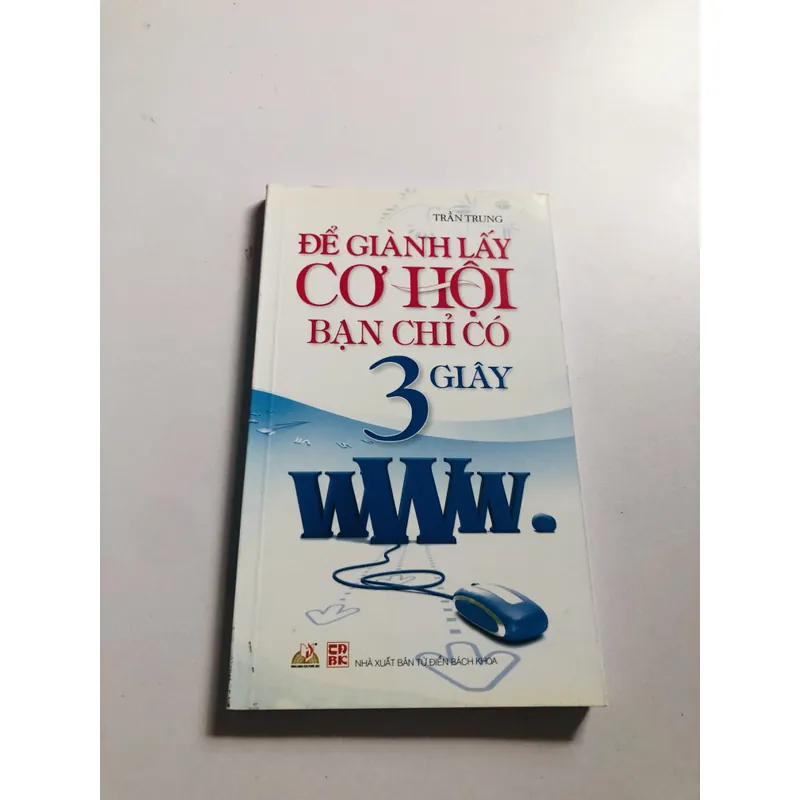 TRẦN TRUNG
ĐỂ GIÀNH LẤY
CƠ HỘI
BẠN CHỈ CÓ
3 GIÂY
WWW.
NHÀ XUẤT BẢN TỪ ĐIỂN BÁCH KHOA